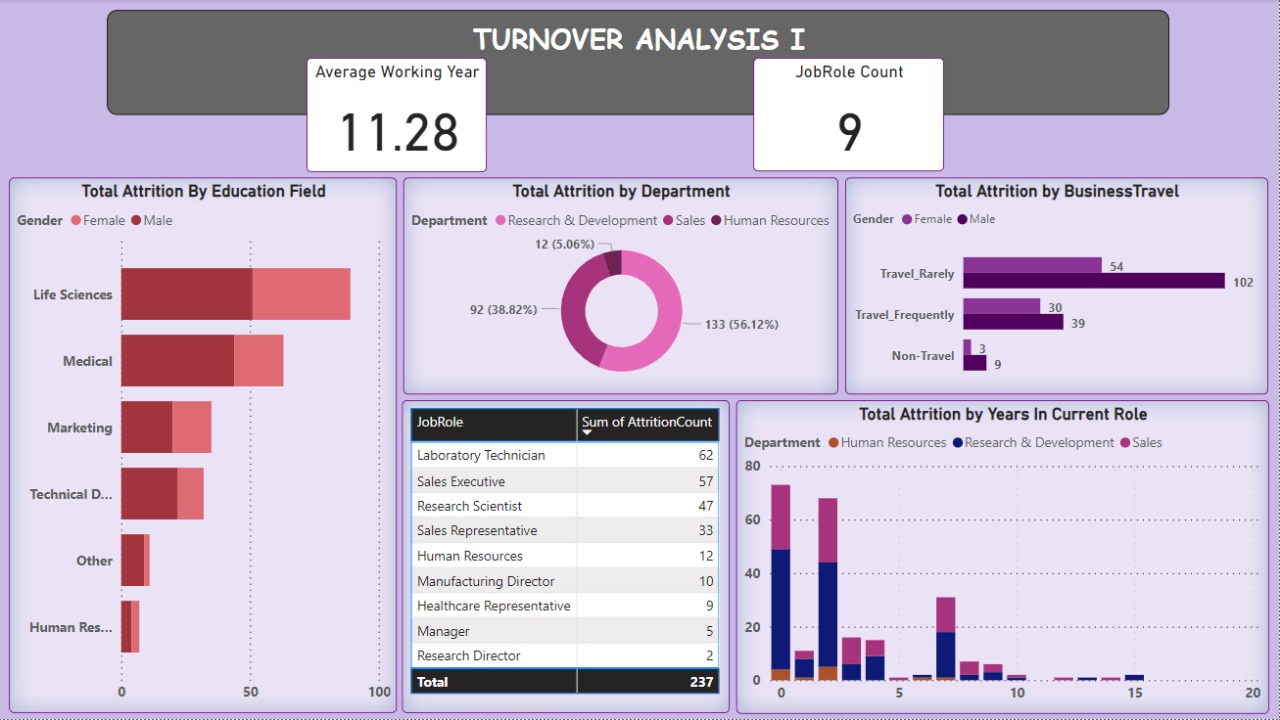 TURNOVER ANALYSIS I
Average Working Year
11.28
JobRole Count
9
Total Attrition By Education Field
Gender Female Male
Life Sciences
Medical
Marketing
Technical D...
Other
Human Res...
0 50 100
Total Attrition by Department
Department Research & Development Sales Human Resources
12 (5.06%)
92 (38.82%)
133 (56.12%)
Total Attrition by BusinessTravel
Gender Female Male
Travel_Rarely 54
102
Travel_Frequently 30
39
Non-Travel 3
9
JobRole Sum of AttritionCount
Laboratory Technician 62
Sales Executive 57
Research Scientist 47
Sales Representative 33
Human Resources 12
Manufacturing Director 10
Healthcare Representative 9
Manager 5
Research Director 2
Total 237
Total Attrition by Years In Current Role
Department Human Resources Research & Development Sales
80
60
40
20
0
0 5 10 15 20